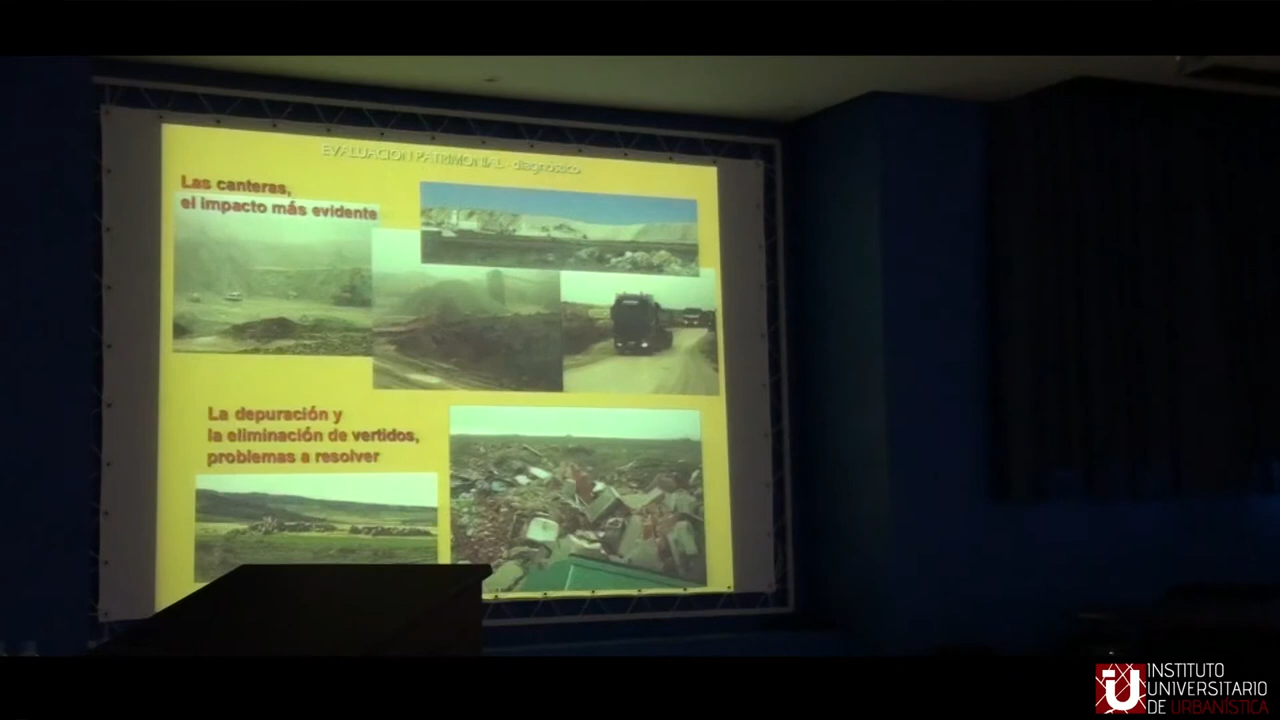 EVALUACIÓN PATRIMONIAL- diagnóstico
Las canteras,
el impacto más evidente
La depuración y
la eliminación de vertidos,
problemas a resolver
INSTITUTO
UNIVERSITARIO
DE URBANÍSTICA